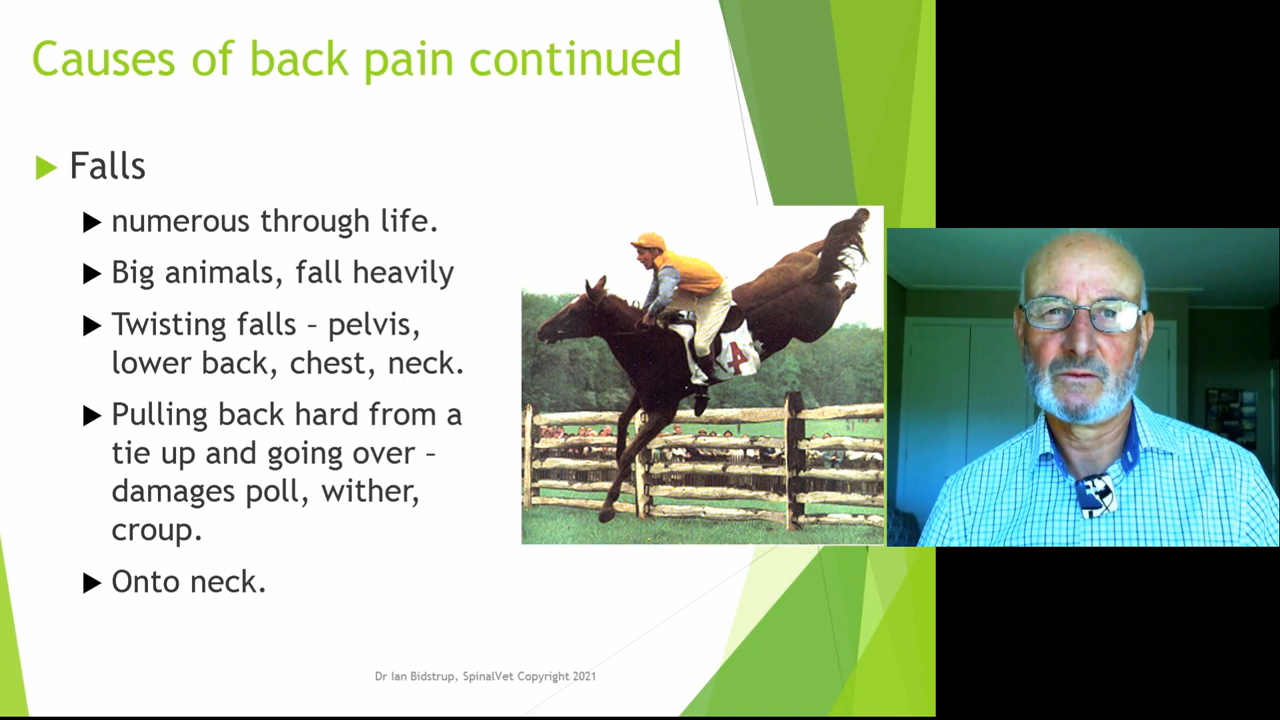 Causes of back pain continued
Falls
numerous through life.
Big animals, fall heavily
Twisting falls – pelvis,
lower back, chest, neck.
Pulling back hard from a
tie up and going over –
damages poll, wither,
croup.
Onto neck.
4
Dr Ian Bidstrup, SpinalVet Copyright 2021